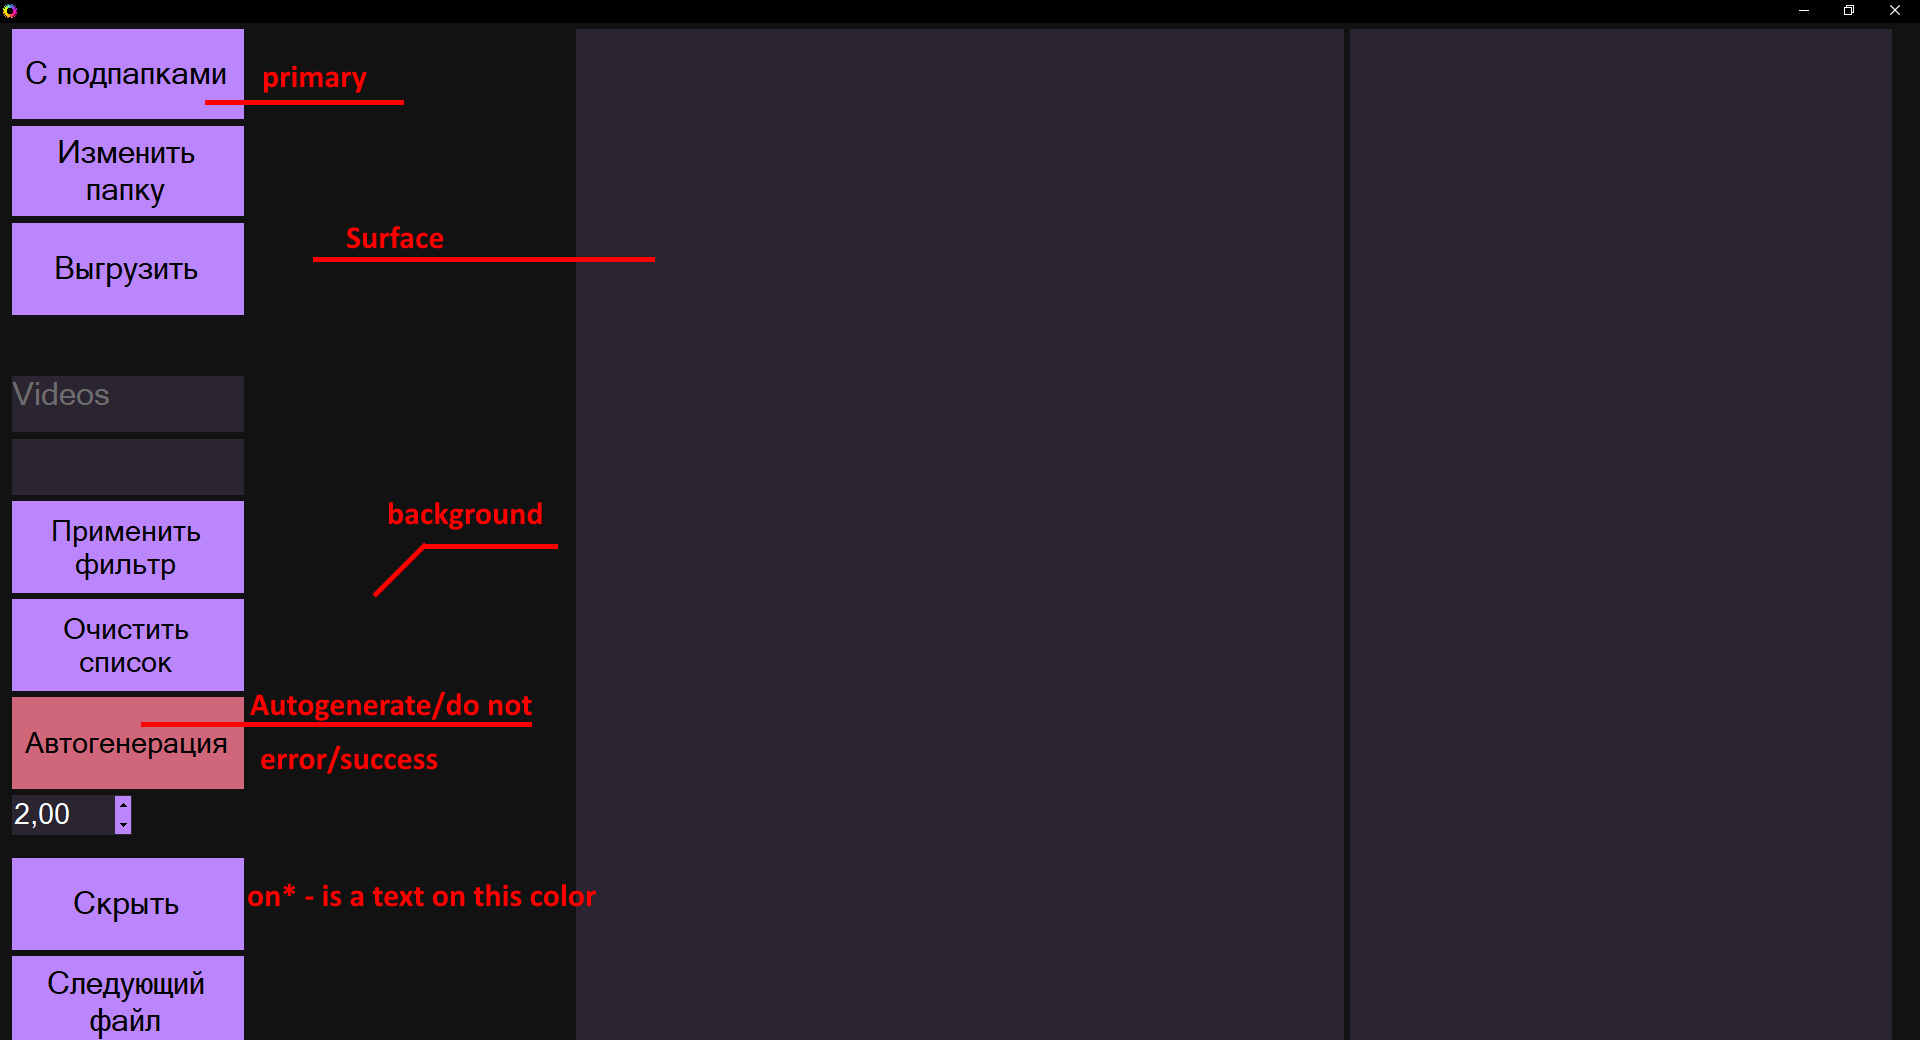 С подпапками
primary
Изменить
папку
Surface
Выгрузить
Videos
background
Применить
фильтр
Очистить
список
Autogenerate/do not
Автогенерация
error/success
2,00
Скрыть
on* - is a text on this color
Следующий
файл